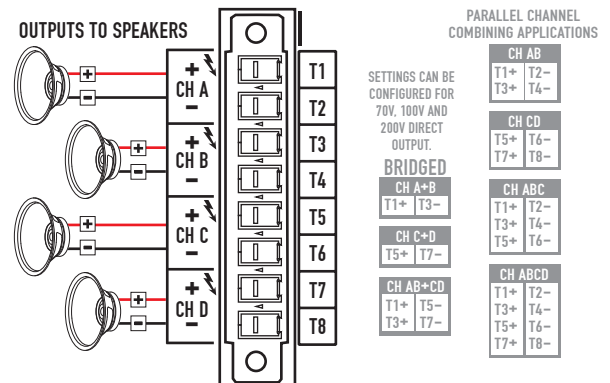 OUTPUTS TO SPEAKERS
+ CH A −
+ −
T1
T2
+ CH B −
+ −
T3
T4
+ CH C −
+ −
T5
T6
+ CH D −
+ −
T7
T8
SETTINGS CAN BE
CONFIGURED FOR
70V, 100V AND
200V DIRECT
OUTPUT.
BRIDGED
CH A+B
T1+ T3−
CH C+D
T5+ T7−
CH AB+CD
T1+ T5−
T3+ T7−
PARALLEL CHANNEL
COMBINING APPLICATIONS
CH AB
T1+ T2−
T3+ T4−
CH CD
T5+ T6−
T7+ T8−
CH ABC
T1+ T2−
T3+ T4−
T5+ T6−
CH ABCD
T1+ T2−
T3+ T4−
T5+ T6−
T7+ T8−